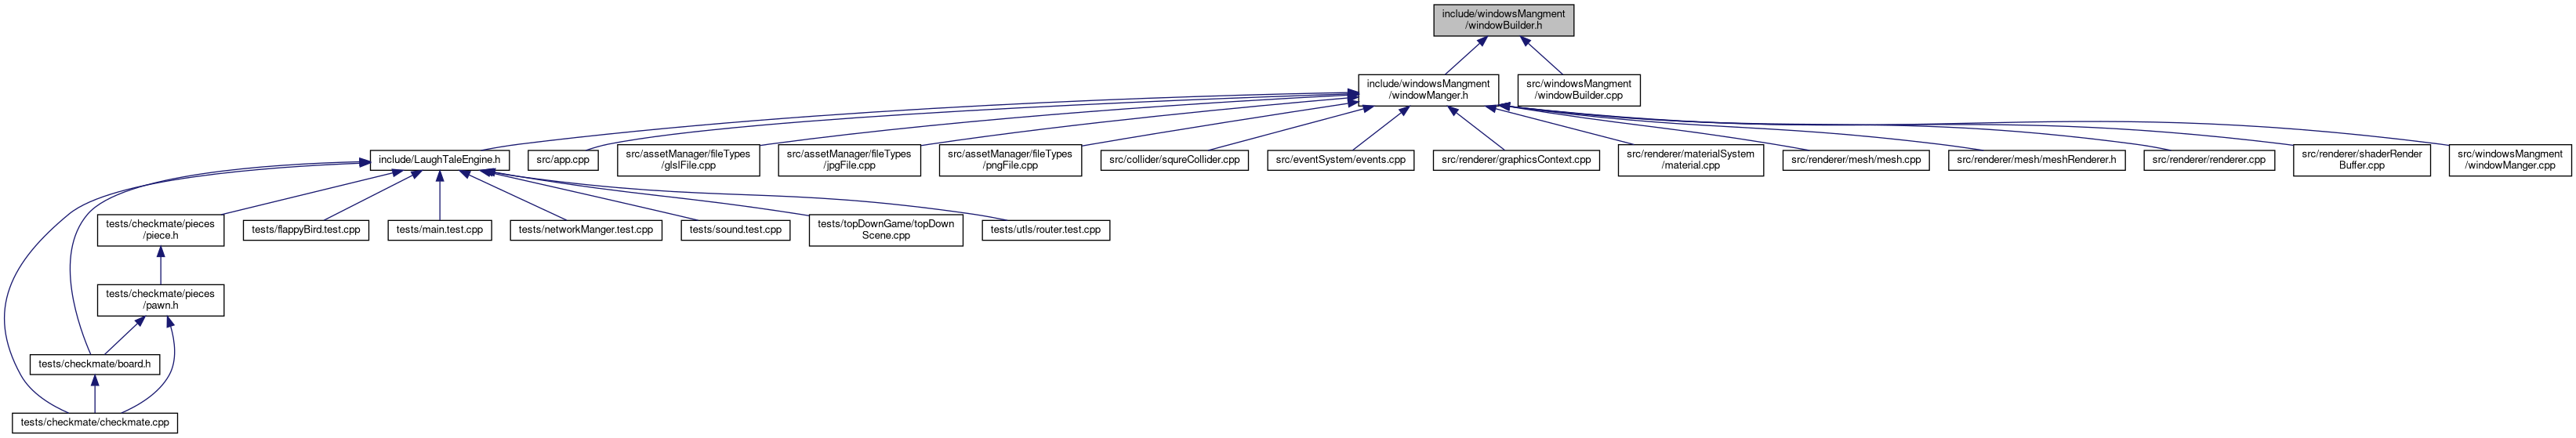 include/windowsMangment
/windowBuilder.h
include/windowsMangment
/windowManger.h
src/windowsMangment
/windowBuilder.cpp
include/LaughTaleEngine.h
src/app.cpp
src/assetManager/fileTypes
/glslFile.cpp
src/assetManager/fileTypes
/jpgFile.cpp
src/assetManager/fileTypes
/pngFile.cpp
src/collider/squreCollider.cpp
src/eventSystem/events.cpp
src/renderer/graphicsContext.cpp
src/renderer/materialSystem
/material.cpp
src/renderer/mesh/mesh.cpp
src/renderer/mesh/meshRenderer.h
src/renderer/renderer.cpp
src/renderer/shaderRender
Buffer.cpp
src/windowsMangment
/windowManger.cpp
tests/checkmate/pieces
/piece.h
tests/flappyBird.test.cpp
tests/main.test.cpp
tests/networkManger.test.cpp
tests/sound.test.cpp
tests/topDownGame/topDown
Scene.cpp
tests/utls/router.test.cpp
tests/checkmate/pieces
/pawn.h
tests/checkmate/board.h
tests/checkmate/checkmate.cpp